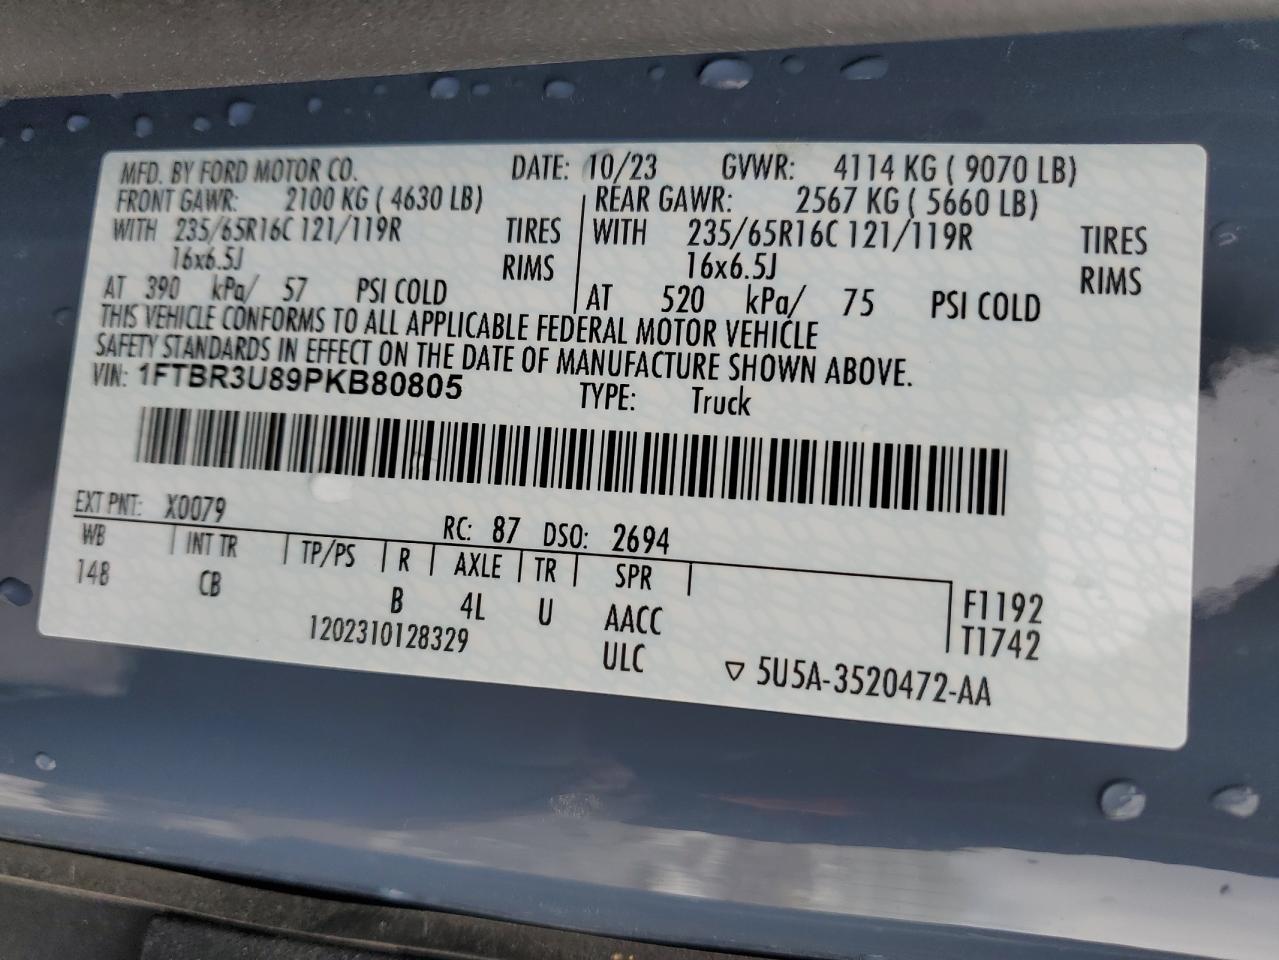 MFD. BY FORD MOTOR CO. DATE: 10/23 GVWR: 4114 KG ( 9070 LB)
FRONT GAWR: 2100 KG ( 4630 LB) REAR GAWR: 2567 KG ( 5660 LB)
WITH 235/65R16C 121/119R TIRES WITH 235/65R16C 121/119R TIRES
16x6.5J RIMS 16x6.5J RIMS
AT 390 kPa/ 57 PSI COLD AT 520 kPa/ 75 PSI COLD
THIS VEHICLE CONFORMS TO ALL APPLICABLE FEDERAL MOTOR VEHICLE
SAFETY STANDARDS IN EFFECT ON THE DATE OF MANUFACTURE SHOWN ABOVE.
VIN: 1FTBR3U89PKB80805 TYPE: Truck
EXT PNT: X0079 RC: 87 DSO: 2694
WB INT TR TP/PS R AXLE TR SPR F1192
148 CB B 4L U AACC T1742
1202310128329 ULC ▽ 5U5A-3520472-AA